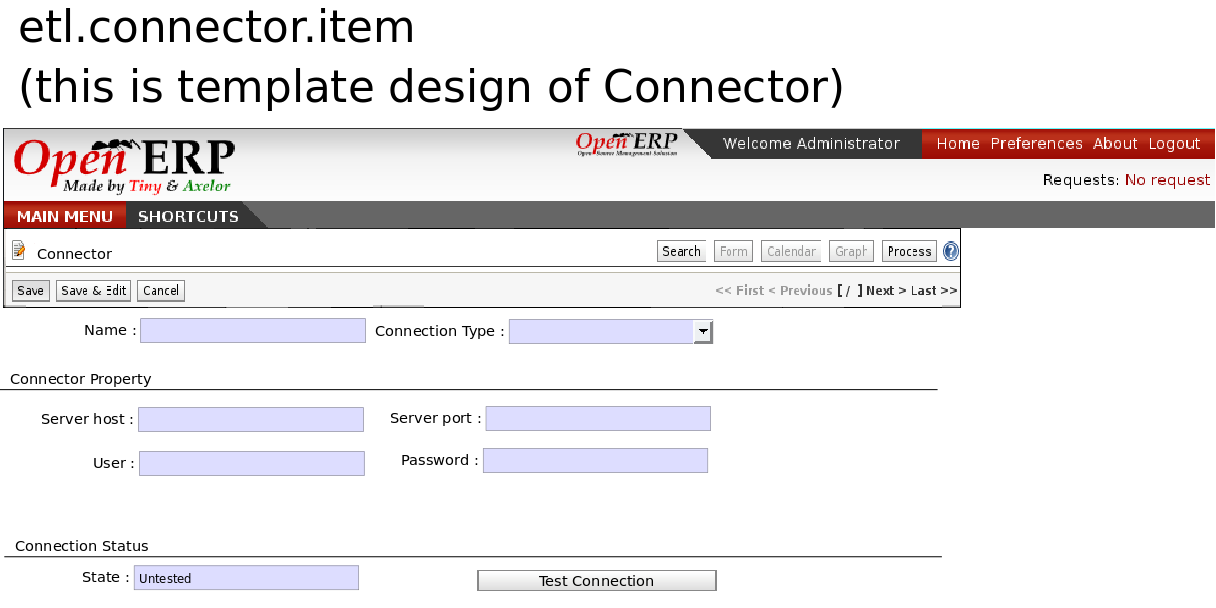 etl.connector.item
(this is template design of Connector)
Open ERP
Made by Tiny & Axelor
Open ERP
Open Source Management Solution
Welcome Administrator
Home Preferences About Logout
Requests: No request
MAIN MENU SHORTCUTS
Connector
Search Form Calendar Graph Process ?
Save Save & Edit Cancel
<< First < Previous [ / ] Next > Last >>
Name : Connection Type :
Connector Property
Server host : Server port :
User : Password :
Connection Status
State : Untested Test Connection